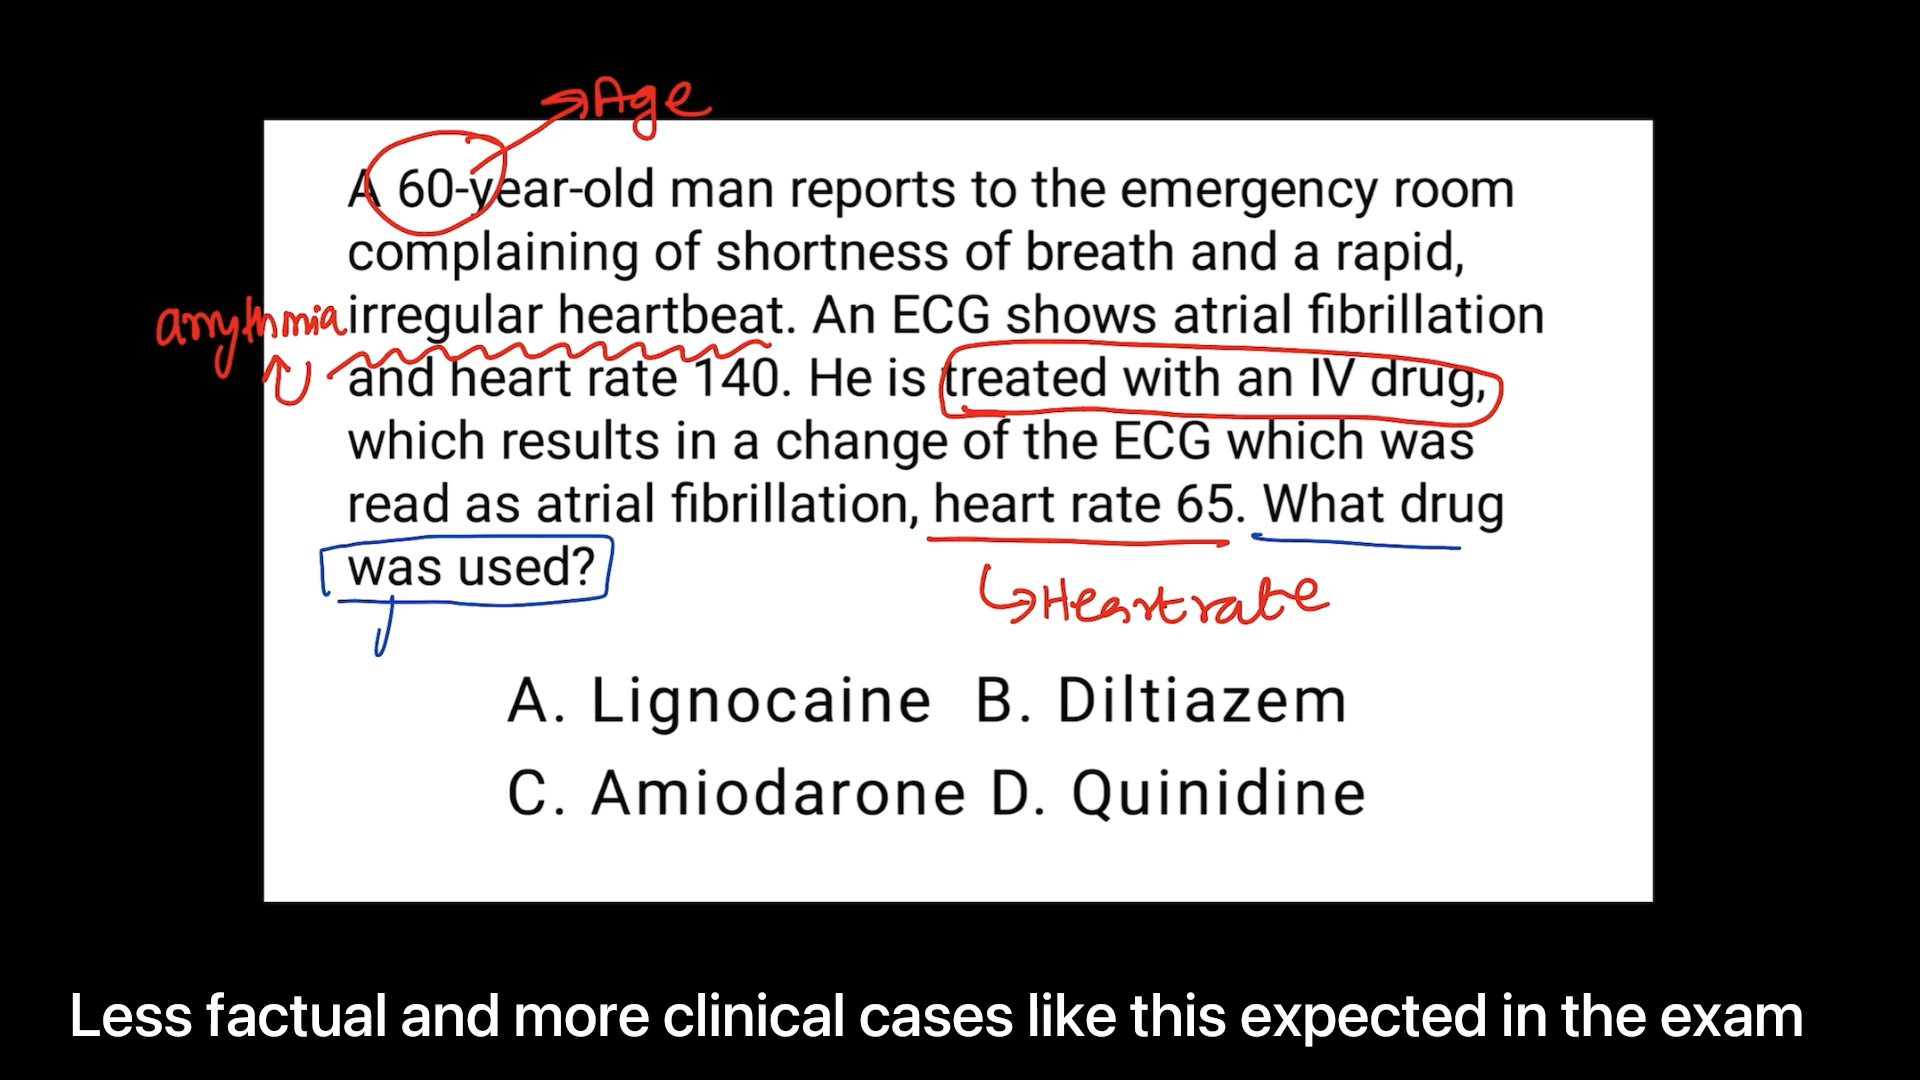 Age
A 60-year-old man reports to the emergency room
complaining of shortness of breath and a rapid,
arrythmia irregular heartbeat. An ECG shows atrial fibrillation
and heart rate 140. He is treated with an IV drug,
which results in a change of the ECG which was
read as atrial fibrillation, heart rate 65. What drug
was used?
Heart rate
A. Lignocaine B. Diltiazem
C. Amiodarone D. Quinidine
Less factual and more clinical cases like this expected in the exam